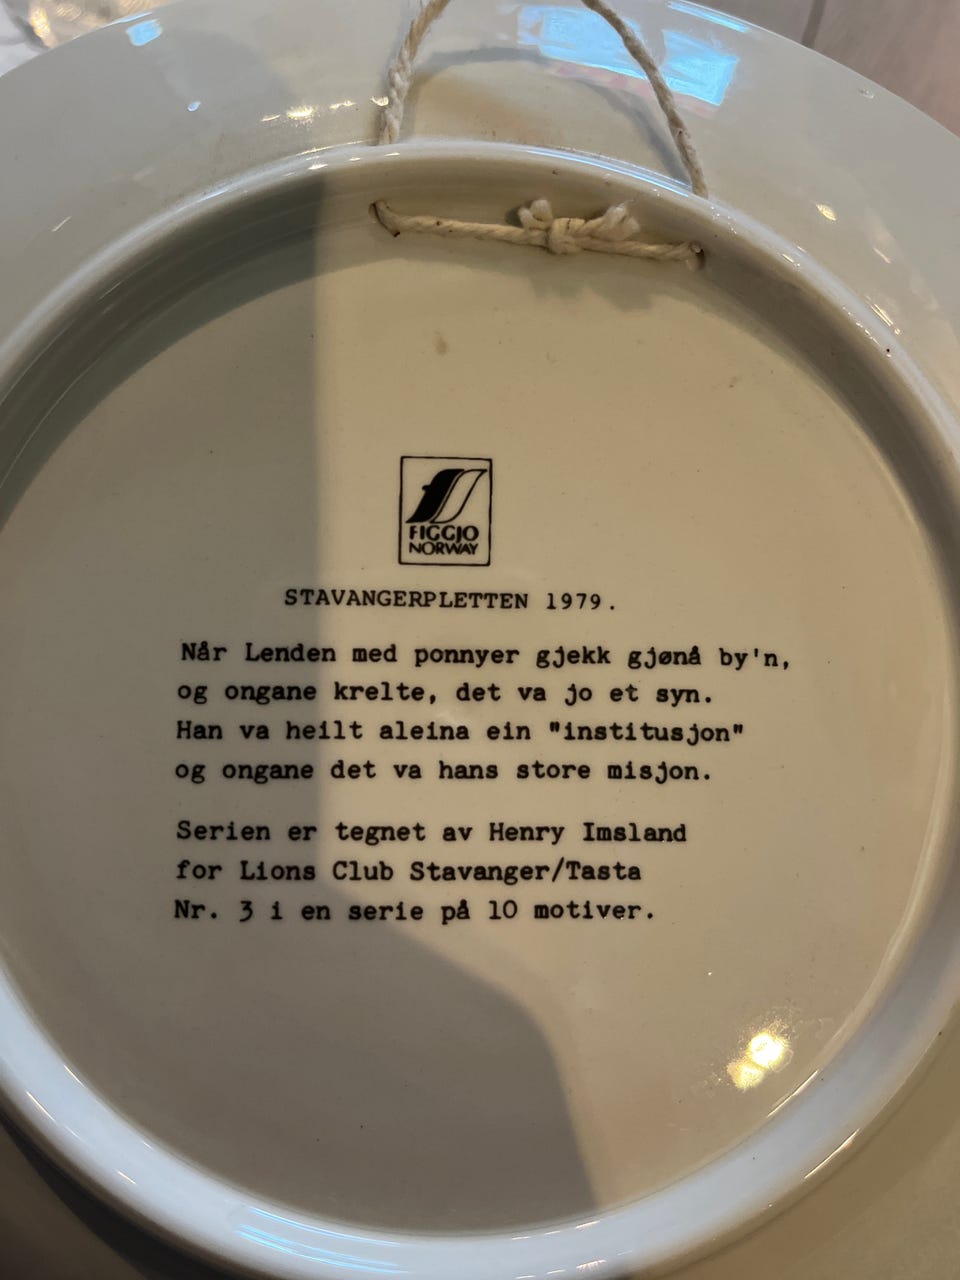 FIGGJO
NORWAY
STAVANGERPLETTEN 1979.
Når Lenden med ponnyer gjekk gjønå by'n,
og ongane krelte, det va jo et syn.
Han va heilt aleina ein "institusjon"
og ongane det va hans store misjon.
Serien er tegnet av Henry Imsland
for Lions Club Stavanger/Tasta
Nr. 3 i en serie på 10 motiver.